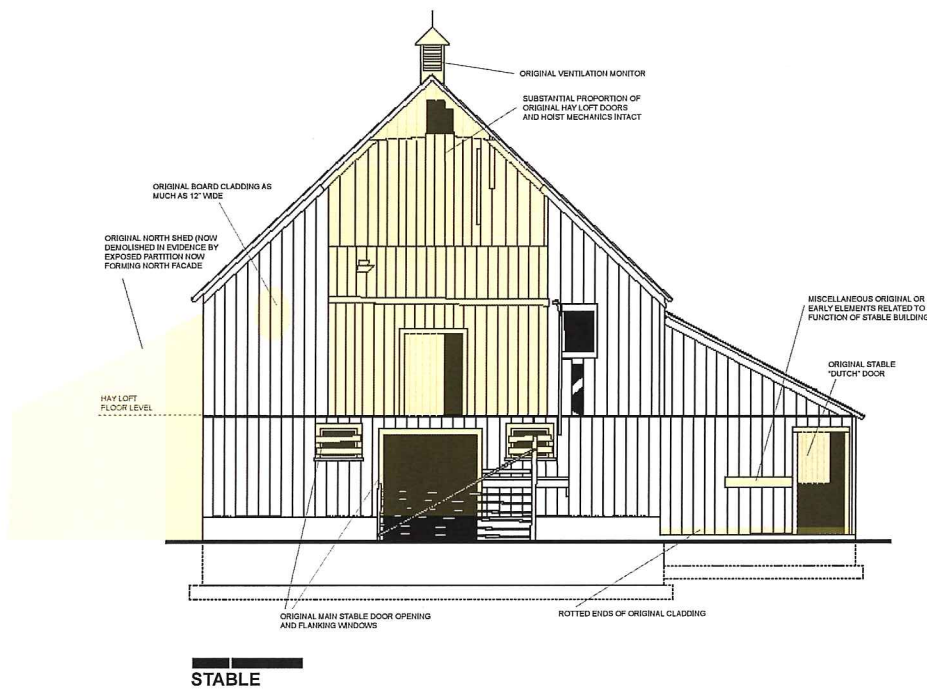 ORIGINAL VENTILATION MONITOR
SUBSTANTIAL PROPORTION OF
ORIGINAL HAY LOFT DOORS
AND HOIST MECHANICS INTACT
ORIGINAL BOARD CLADDING AS
MUCH AS 12" WIDE
ORIGINAL NORTH SHED (NOW
DEMOLISHED IN EVIDENCE BY
EXPOSED PARTITION NOW
FORMING NORTH FACADE
MISCELLANEOUS ORIGINAL OR
EARLY ELEMENTS RELATED TO
FUNCTION OF STABLE BUILDING
ORIGINAL STABLE
"DUTCH" DOOR
HAY LOFT
FLOOR LEVEL
ORIGINAL MAIN STABLE DOOR OPENING
AND FLANKING WINDOWS
ROTTED ENDS OF ORIGINAL CLADDING
STABLE